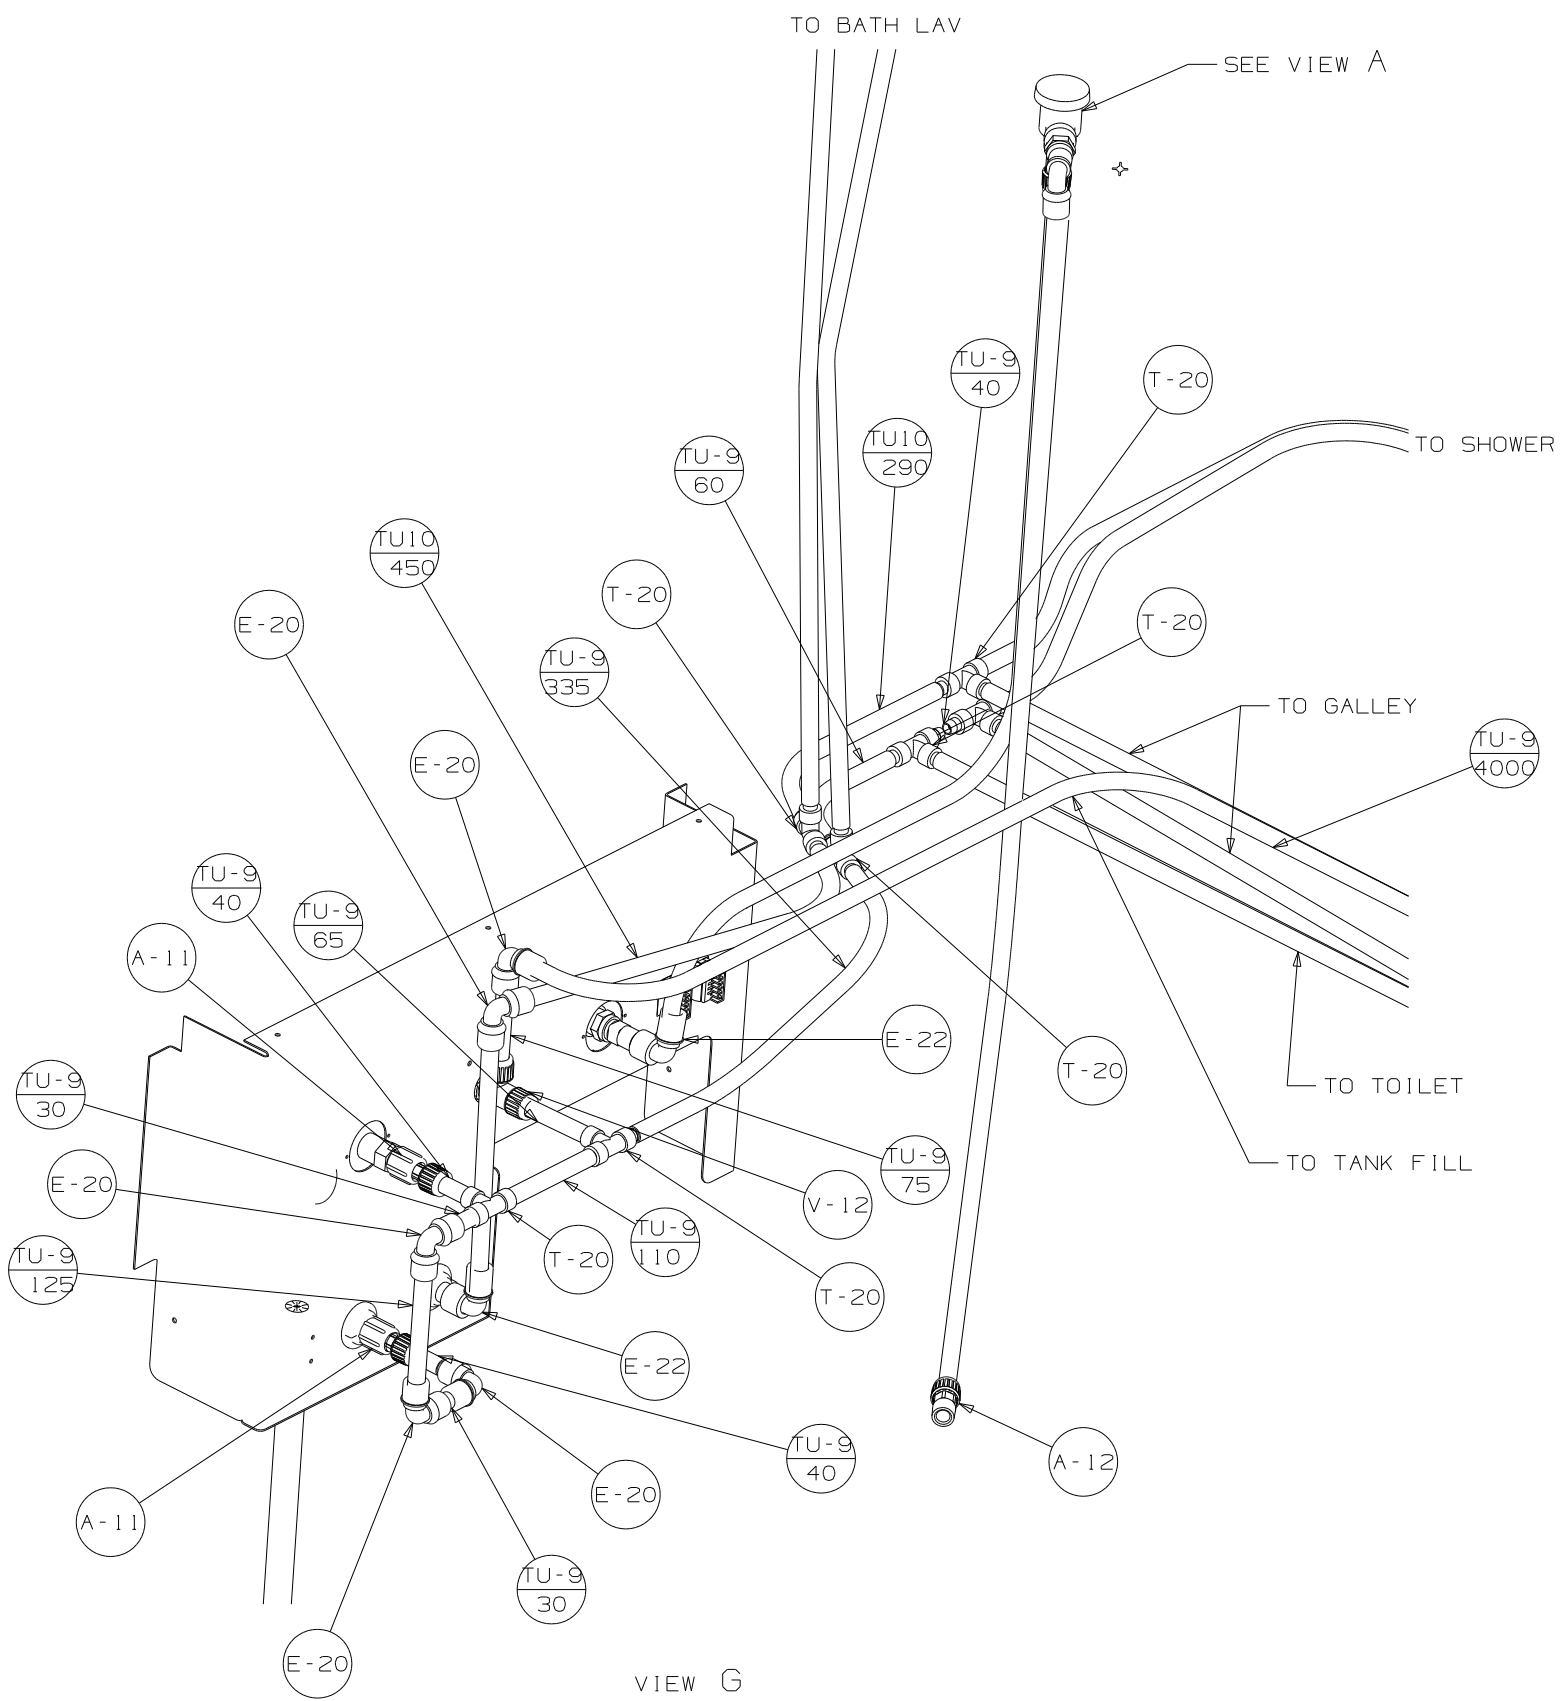 TO BATH LAV
SEE VIEW A
TU-9
40
T-20
TU10
290
TO SHOWER
TU-9
60
TU10
450
T-20
E-20
T-20
TU-9
335
TO GALLEY
TU-9
4000
E-20
TU-9
40
TU-9
65
A-11
E-22
T-20
TO TOILET
TU-9
30
TO TANK FILL
TU-9
75
E-20
V-12
TU-9
110
T-20
TU-9
125
T-20
E-22
TU-9
40
A-12
E-20
A-11
TU-9
30
E-20
VIEW G